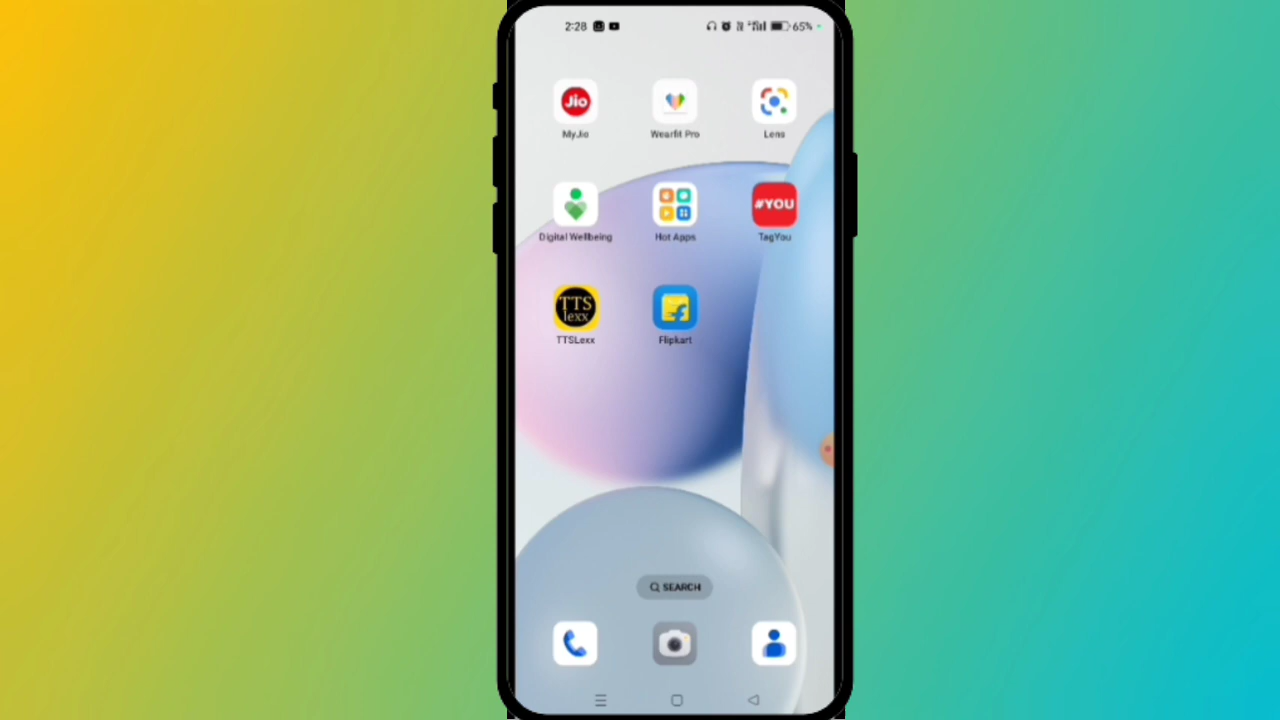 2:28 65%
Jio
MyJio Wearfit Pro Lens
#YOU
Digital Wellbeing Hot Apps TagYou
TTS
lexx
TTSLexx Flipkart
SEARCH